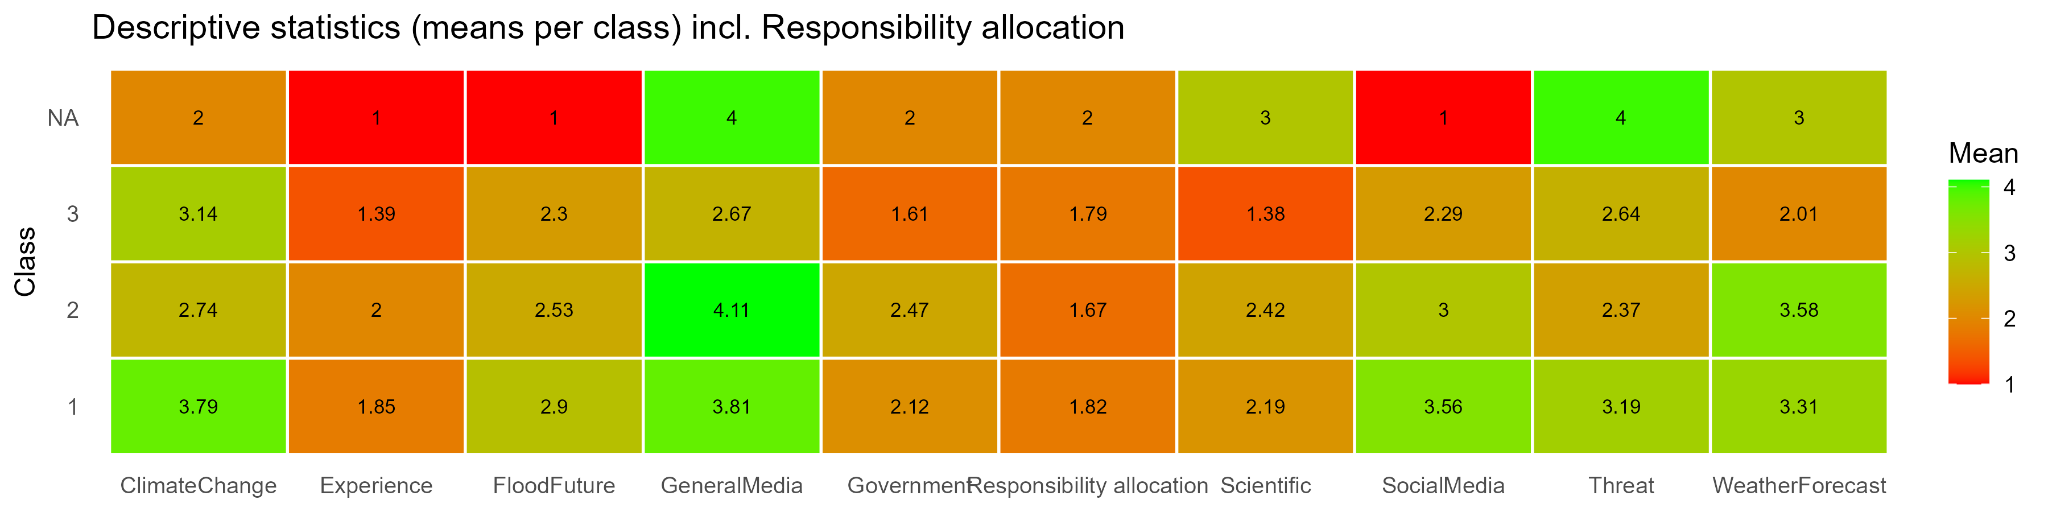 Descriptive statistics (means per class) incl. Responsibility allocation
NA 2 1 1 4 2 2 3 1 4 3
3 3.14 1.39 2.3 2.67 1.61 1.79 1.38 2.29 2.64 2.01
2 2.74 2 2.53 4.11 2.47 1.67 2.42 3 2.37 3.58
1 3.79 1.85 2.9 3.81 2.12 1.82 2.19 3.56 3.19 3.31
Class
ClimateChange Experience FloodFuture GeneralMedia Government Responsibility allocation Scientific SocialMedia Threat WeatherForecast
Mean
4
3
2
1